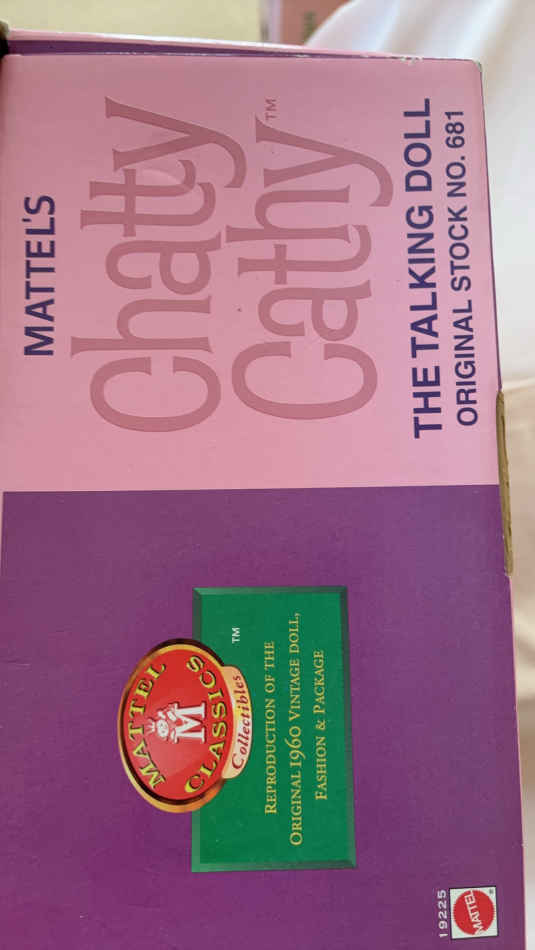 MATTEL'S
Chatty
Cathy™
THE TALKING DOLL
ORIGINAL STOCK NO. 681
MATTEL
M
CLASSICS
Collectibles
™
REPRODUCTION OF THE
ORIGINAL 1960 VINTAGE DOLL,
FASHION & PACKAGE
19225
MATTEL
®